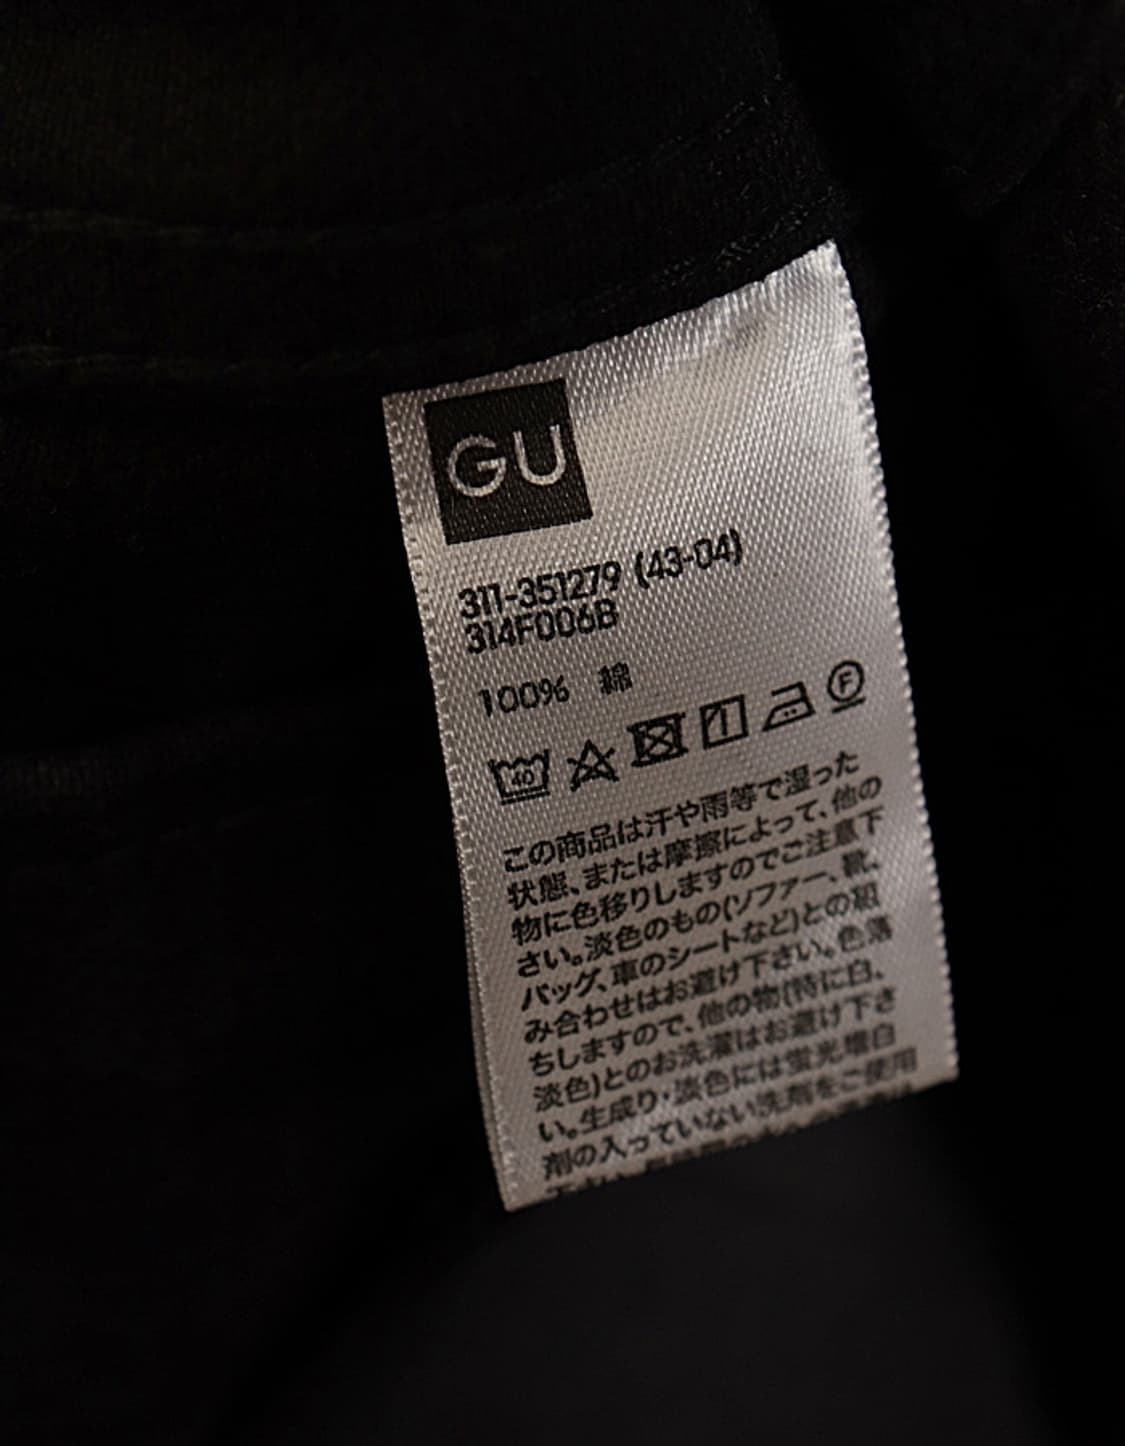 GU
311-351279 (43-04)
314F006B
100% 綿
40
F
この商品は汗や雨等で湿った
状態、または摩擦によって、他の
物に色移りしますのでご注意下
さい。淡色のもの(ソファー、靴、
バッグ、車のシートなど)との組
み合わせはお避け下さい。色落
ちしますので、他の物(特に白、
淡色)とのお洗濯はお避け下さ
い。生成り・淡色には蛍光増白
剤の入っていない洗剤をご使用